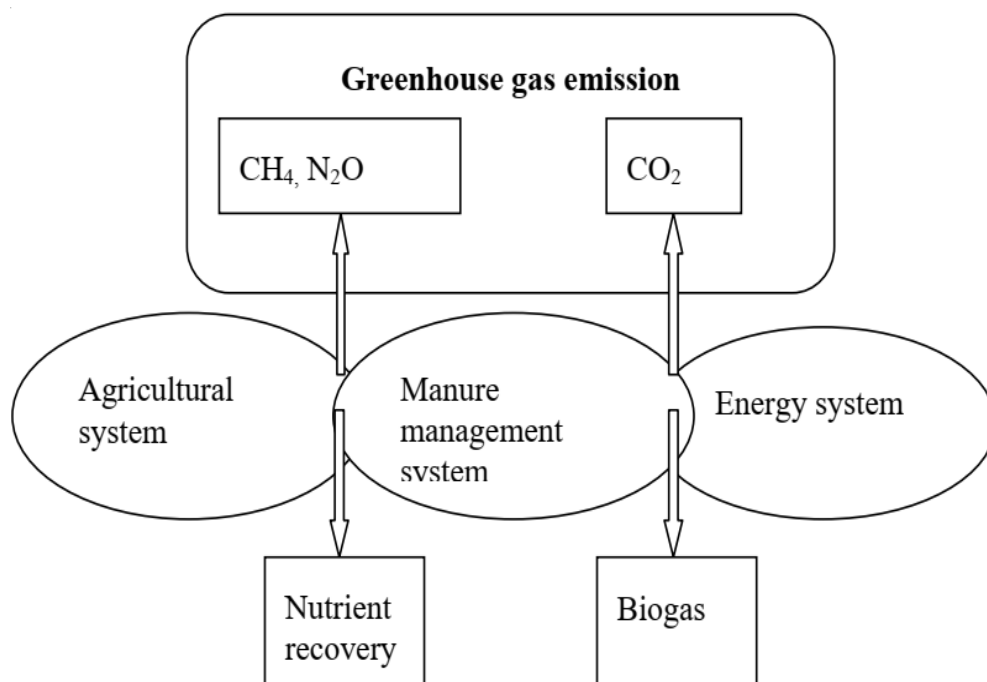 Greenhouse gas emission
CH₄, N₂O
CO₂
Agricultural
system
Manure
management
system
Energy system
Nutrient
recovery
Biogas